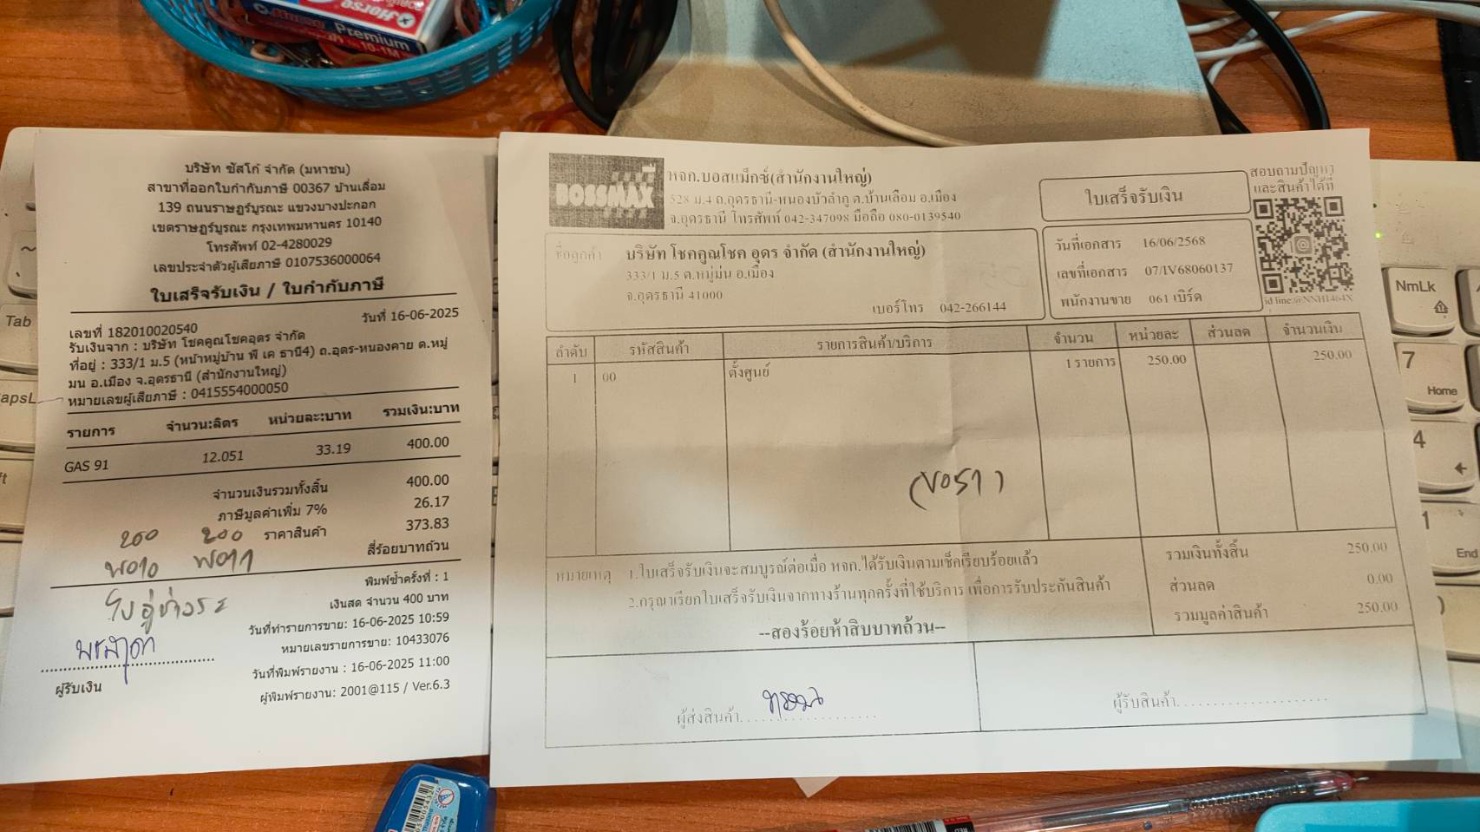 Horse
Premium
บริษัท ซัสโก้ จำกัด (มหาชน)
สาขาที่ออกใบกำกับภาษี 00367 บ้านเลื่อม
139 ถนนราษฎร์บูรณะ แขวงบางปะกอก
เขตราษฎร์บูรณะ กรุงเทพมหานคร 10140
โทรศัพท์ 02-4280029
เลขประจำตัวผู้เสียภาษี 0107536000064
ใบเสร็จรับเงิน / ใบกำกับภาษี
เลขที่ 182010020540 วันที่ 16-06-2025
รับเงินจาก : บริษัท โชคคูณโชคอุดร จำกัด
ที่อยู่ : 333/1 ม.5 (หน้าหมู่บ้าน พี เค ธานี4) ถ.อุดร-หนองคาย ต.หมู่
มน อ.เมือง จ.อุดรธานี (สำนักงานใหญ่)
หมายเลขผู้เสียภาษี : 0415554000050
รายการ จำนวน:ลิตร หน่วยละ:บาท รวมเงิน:บาท
GAS 91 12.051 33.19 400.00
จำนวนเงินรวมทั้งสิ้น 400.00
ภาษีมูลค่าเพิ่ม 7% 26.17
ราคาสินค้า 373.83
200 200
สี่ร้อยบาทถ้วน
พิมพ์ซ้ำครั้งที่ : 1
เงินสด จำนวน 400 บาท
วันที่ทำรายการขาย: 16-06-2025 10:59
หมายเลขรายการขาย: 10433076
วันที่พิมพ์รายงาน : 16-06-2025 11:00
ผู้พิมพ์รายงาน: 2001@115 / Ver.6.3
ผู้รับเงิน
BOSSMAX
หจก.บอสแม็กซ์(สำนักงานใหญ่)
528 ม.4 ถ.อุดรธานี-หนองบัวลำภู ต.บ้านเลื่อม อ.เมือง
จ.อุดรธานี โทรศัพท์ 042-347098 มือถือ 080-0139540
ใบเสร็จรับเงิน
สอบถามปัญหา
และสินค้าได้ที่
ชื่อลูกค้า บริษัท โชคคูณโชค อุดร จำกัด (สำนักงานใหญ่)
333/1 ม.5 ต.หมู่ม่น อ.เมือง
จ.อุดรธานี 41000
เบอร์โทร 042-266144
วันที่เอกสาร 16/06/2568
เลขที่เอกสาร 07/IV68060137
พนักงานขาย 061 เบิร์ด
ลำดับ รหัสสินค้า รายการสินค้า/บริการ จำนวน หน่วยละ ส่วนลด จำนวนเงิน
1 00 ตั้งศูนย์ 1 รายการ 250.00 250.00
หมายเหตุ 1.ใบเสร็จรับเงินจะสมบูรณ์ต่อเมื่อ หจก.ได้รับเงินตามเช็คเรียบร้อยแล้ว
2.กรุณาเรียกใบเสร็จรับเงินจากทางร้านทุกครั้งที่ใช้บริการ เพื่อการรับประกันสินค้า
--สองร้อยห้าสิบบาทถ้วน--
รวมเงินทั้งสิ้น 250.00
ส่วนลด 0.00
รวมมูลค่าสินค้า 250.00
ผู้ส่งสินค้า
ผู้รับสินค้า
~
Tab
NmLk
7
Home
4
1
End